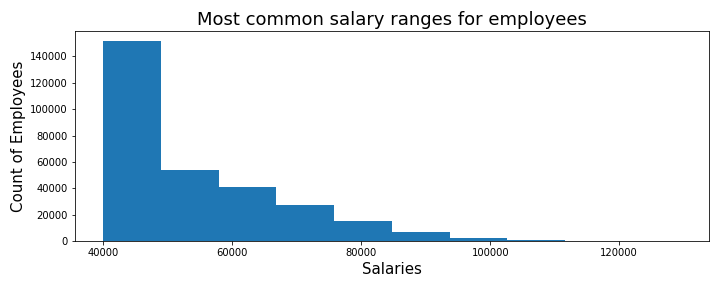 Most common salary ranges for employees
Count of Employees
140000
120000
100000
80000
60000
40000
20000
0
40000 60000 80000 100000 120000
Salaries